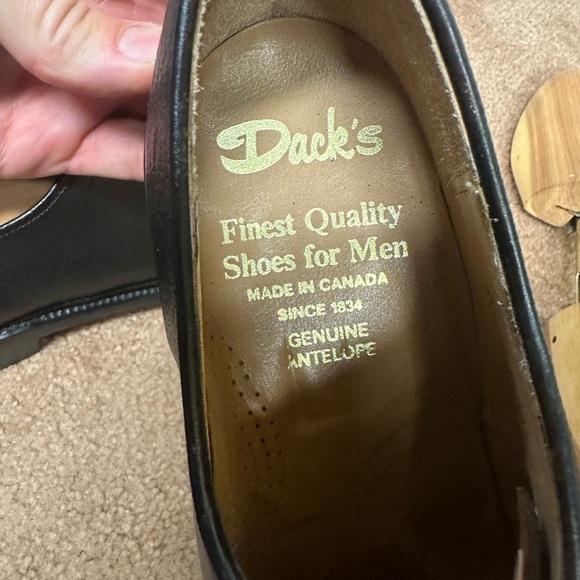 Dack's
Finest Quality
Shoes for Men
MADE IN CANADA
SINCE 1834
GENUINE
ANTELOPE